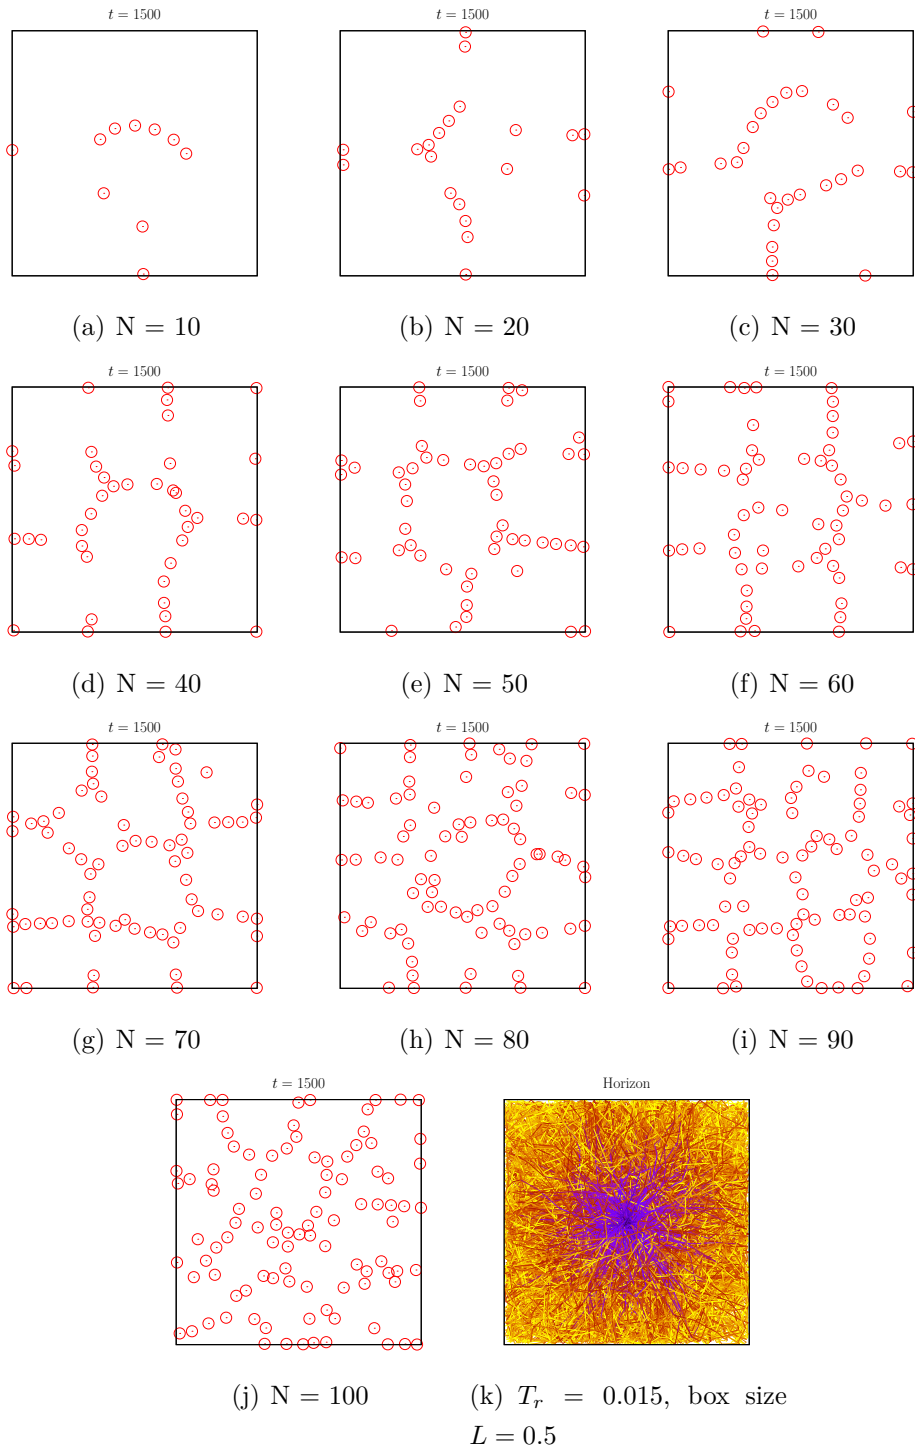 t = 1500
t = 1500
t = 1500
(a) N = 10
(b) N = 20
(c) N = 30
t = 1500
t = 1500
t = 1500
(d) N = 40
(e) N = 50
(f) N = 60
t = 1500
t = 1500
t = 1500
(g) N = 70
(h) N = 80
(i) N = 90
t = 1500
Horizon
(j) N = 100
(k) T_r = 0.015, box size
L = 0.5